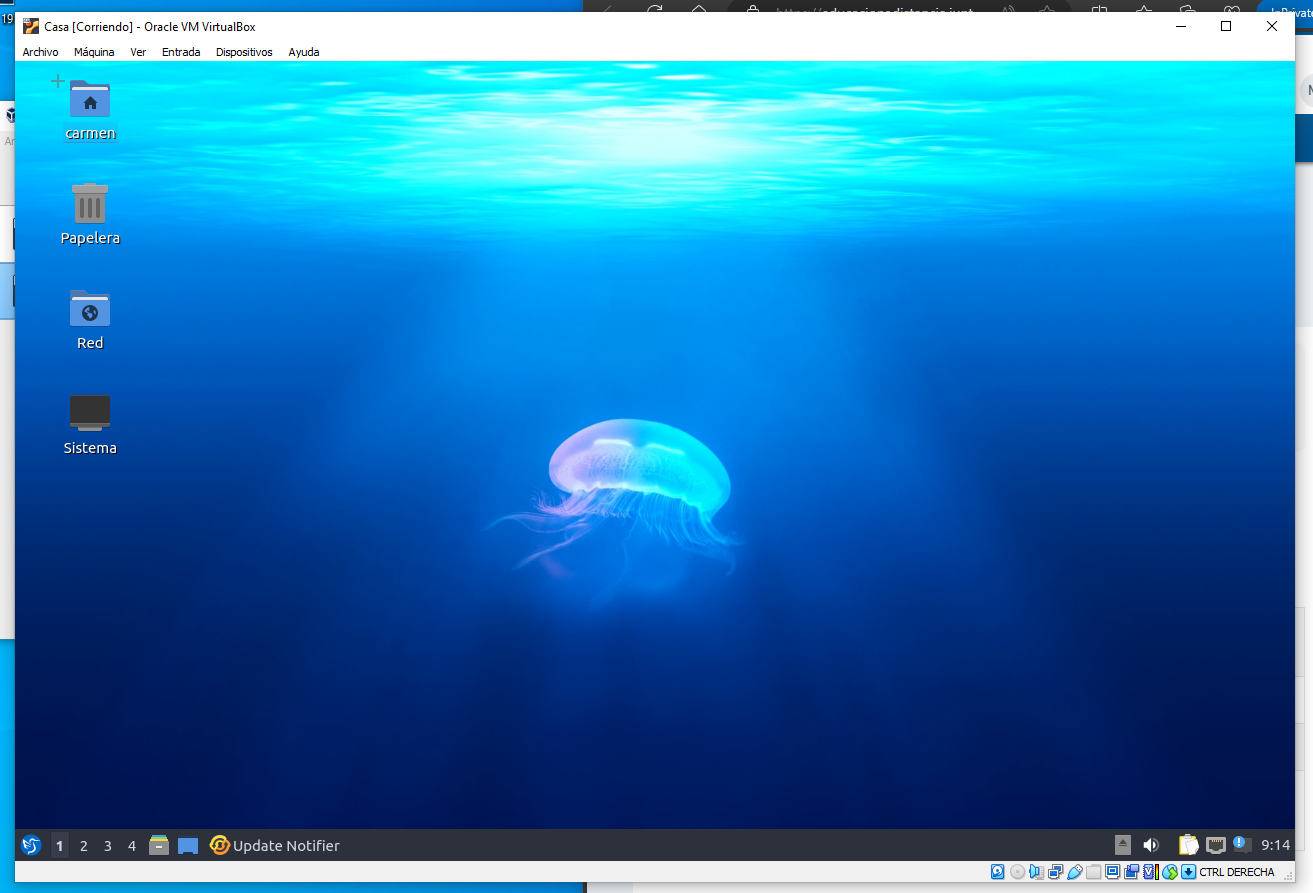 19
Casa [Corriendo] - Oracle VM VirtualBox
Archivo Máquina Ver Entrada Dispositivos Ayuda
carmen
Papelera
Red
Sistema
1 2 3 4 Update Notifier 9:14
CTRL DERECHA